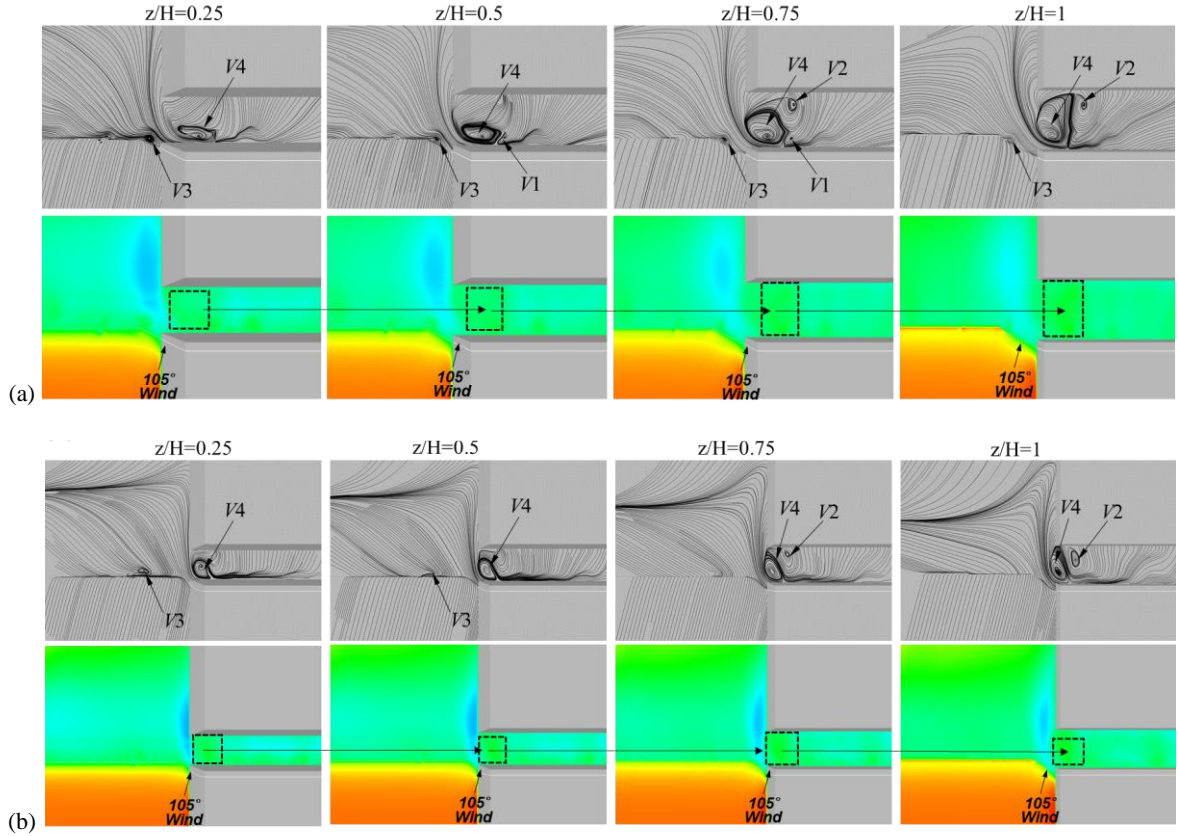 z/H=0.25 z/H=0.5 z/H=0.75 z/H=1
V4 V4 V4 V2 V4 V2
V3 V3 V1 V3 V1 V3
105° Wind 105° Wind 105° Wind 105° Wind
(a)
z/H=0.25 z/H=0.5 z/H=0.75 z/H=1
V4 V4 V4 V2 V4 V2
V3 V3
105° Wind 105° Wind 105° Wind 105° Wind
(b)